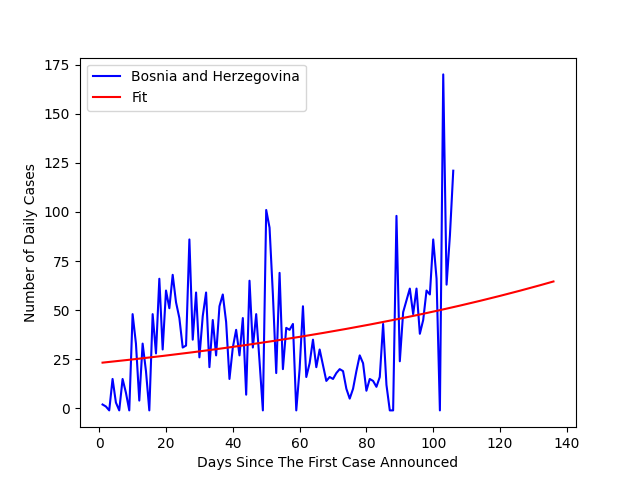 Bosnia and Herzegovina
Fit
175
150
125
100
75
50
25
0
Number of Daily Cases
0 20 40 60 80 100 120 140
Days Since The First Case Announced